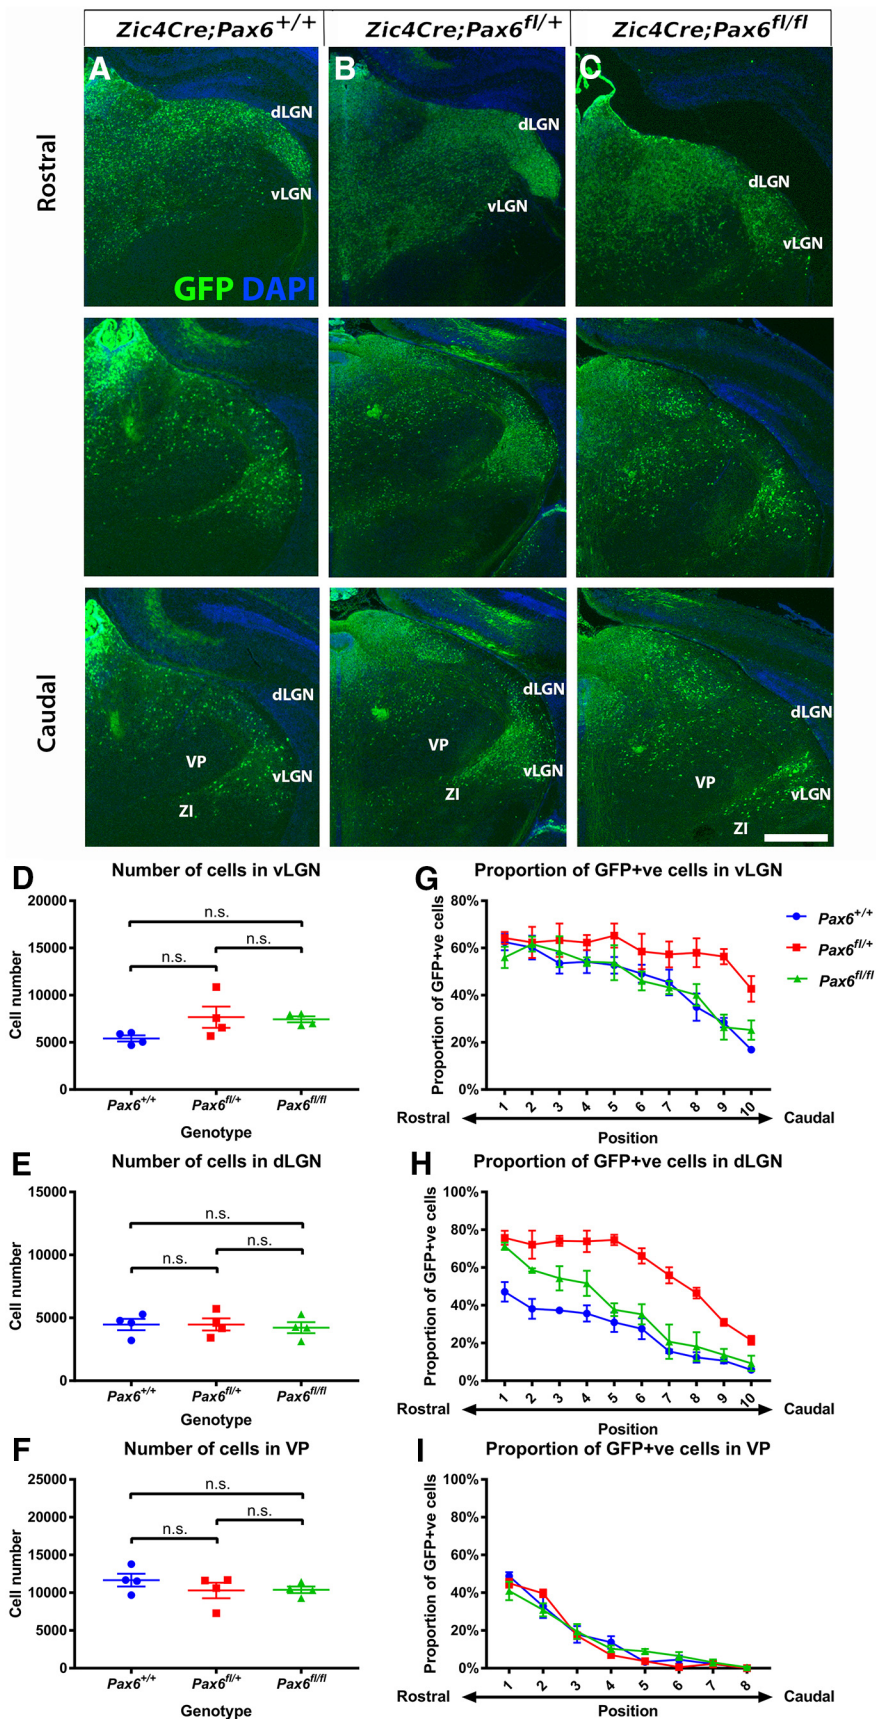 Zic4Cre;Pax6+/+ Zic4Cre;Pax6fl/+ Zic4Cre;Pax6fl/fl
Rostral
A
dLGN
vLGN
GFP DAPI
B
dLGN
vLGN
C
dLGN
vLGN
Caudal
dLGN
VP
vLGN
ZI
dLGN
VP
vLGN
ZI
dLGN
VP
vLGN
ZI
D
Number of cells in vLGN
Cell number
20000
15000
10000
5000
0
n.s.
n.s.
n.s.
Pax6+/+ Pax6fl/+ Pax6fl/fl
Genotype
G
Proportion of GFP+ve cells in vLGN
Proportion of GFP+ve cells
80%
60%
40%
20%
0%
1 2 3 4 5 6 7 8 9 10
Rostral
Caudal
Position
Pax6+/+
Pax6fl/+
Pax6fl/fl
E
Number of cells in dLGN
Cell number
15000
10000
5000
0
n.s.
n.s.
n.s.
Pax6+/+ Pax6fl/+ Pax6fl/fl
Genotype
H
Proportion of GFP+ve cells in dLGN
Proportion of GFP+ve cells
100%
80%
60%
40%
20%
0%
1 2 3 4 5 6 7 8 9 10
Rostral
Caudal
Position
F
Number of cells in VP
Cell number
25000
20000
15000
10000
5000
0
n.s.
n.s.
n.s.
Pax6+/+ Pax6fl/+ Pax6fl/fl
Genotype
I
Proportion of GFP+ve cells in VP
Proportion of GFP+ve cells
100%
80%
60%
40%
20%
0%
1 2 3 4 5 6 7 8
Rostral
Caudal
Position